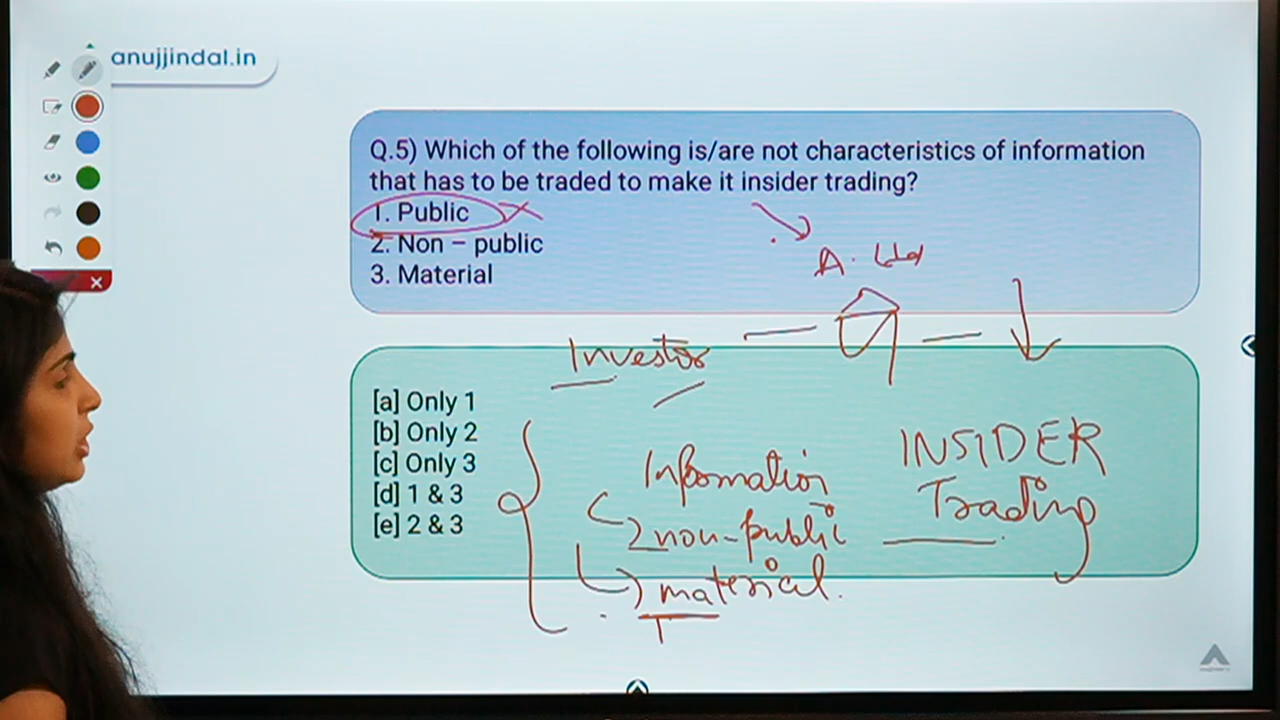 anujjindal.in
Q.5) Which of the following is/are not characteristics of information
that has to be traded to make it insider trading?
1. Public
2. Non – public
3. Material
A. Ltd
Investor
[a] Only 1
[b] Only 2
[c] Only 3
[d] 1 & 3
[e] 2 & 3
Information
non-public
material.
INSIDER
Trading